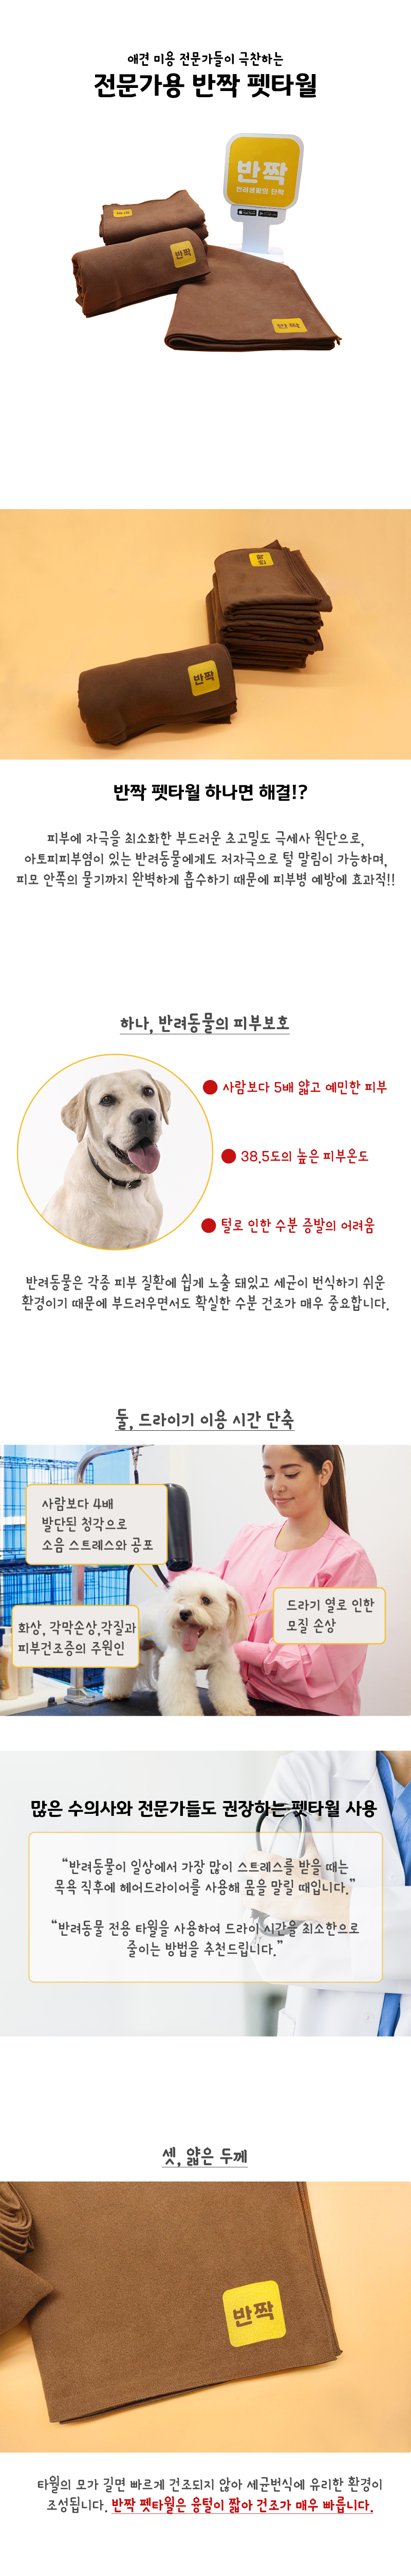 애견 미용 전문가들이 극찬하는
전문가용 반짝 펫타월
반짝
반려생활의 단짝
반짝
반짝
반짝
반짝 펫타월 하나면 해결!?
피부에 자극을 최소화한 부드러운 초고밀도 극세사 원단으로,
아토피피부염이 있는 반려동물에게도 저자극으로 털 말림이 가능하며,
피모 안쪽의 물기까지 완벽하게 흡수하기 때문에 피부병 예방에 효과적!!
하나, 반려동물의 피부보호
사람보다 5배 얇고 예민한 피부
38.5도의 높은 피부온도
털로 인한 수분 증발의 어려움
반려동물은 각종 피부 질환에 쉽게 노출 돼있고 세균이 번식하기 쉬운
환경이기 때문에 부드러우면서도 확실한 수분 건조가 매우 중요합니다.
둘, 드라이기 이용 시간 단축
사람보다 4배
발단된 청각으로
소음 스트레스와 공포
드라기 열로 인한
모질 손상
화상, 각막손상,각질과
피부건조증의 주원인
많은 수의사와 전문가들도 권장하는 펫타월 사용
“반려동물이 일상에서 가장 많이 스트레스를 받을 때는
목욕 직후에 헤어드라이어를 사용해 몸을 말릴 때입니다.”
“반려동물 전용 타월을 사용하여 드라이 시간을 최소한으로
줄이는 방법을 추천드립니다.”
셋, 얇은 두께
반짝
타월의 모가 길면 빠르게 건조되지 않아 세균번식에 유리한 환경이
조성됩니다. 반짝 펫타월은 융털이 짧아 건조가 매우 빠릅니다.